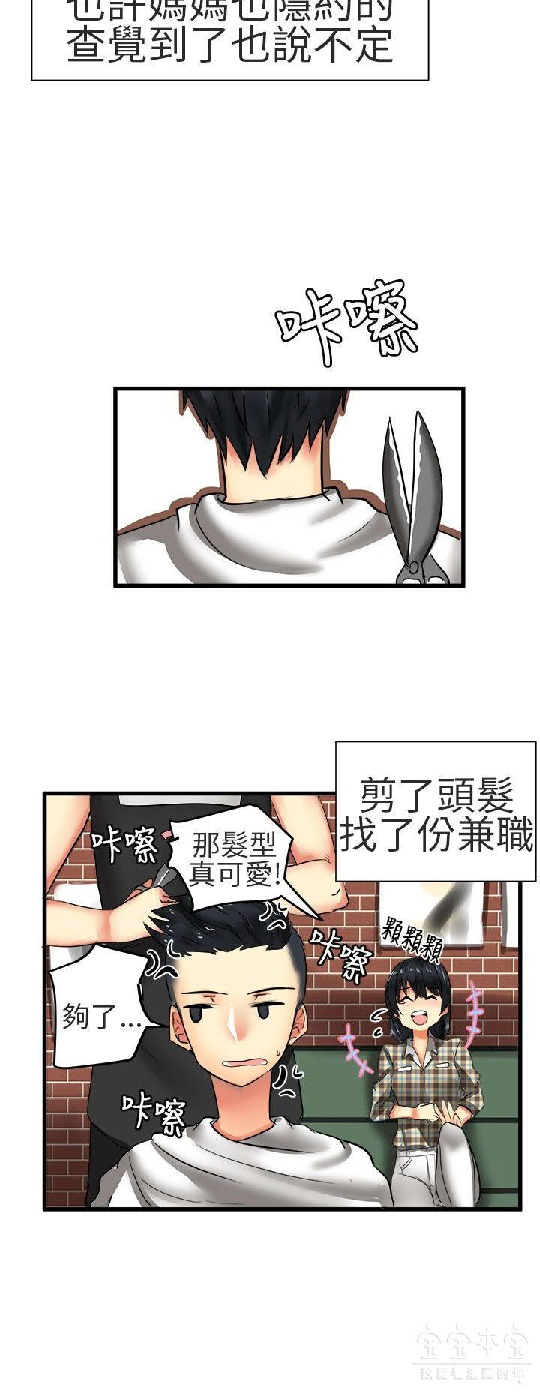 也許媽媽也隱約的
查覺到了也說不定
咔嚓
剪了頭髮
找了份兼職
那髮型
真可愛!
咔嚓
顆顆顆
咔嚓
夠了...
咔嚓